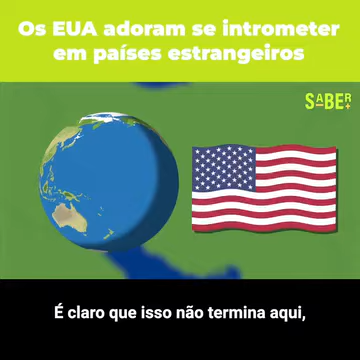 Os EUA adoram se intrometer
em países estrangeiros
SABER+
É claro que isso não termina aqui,